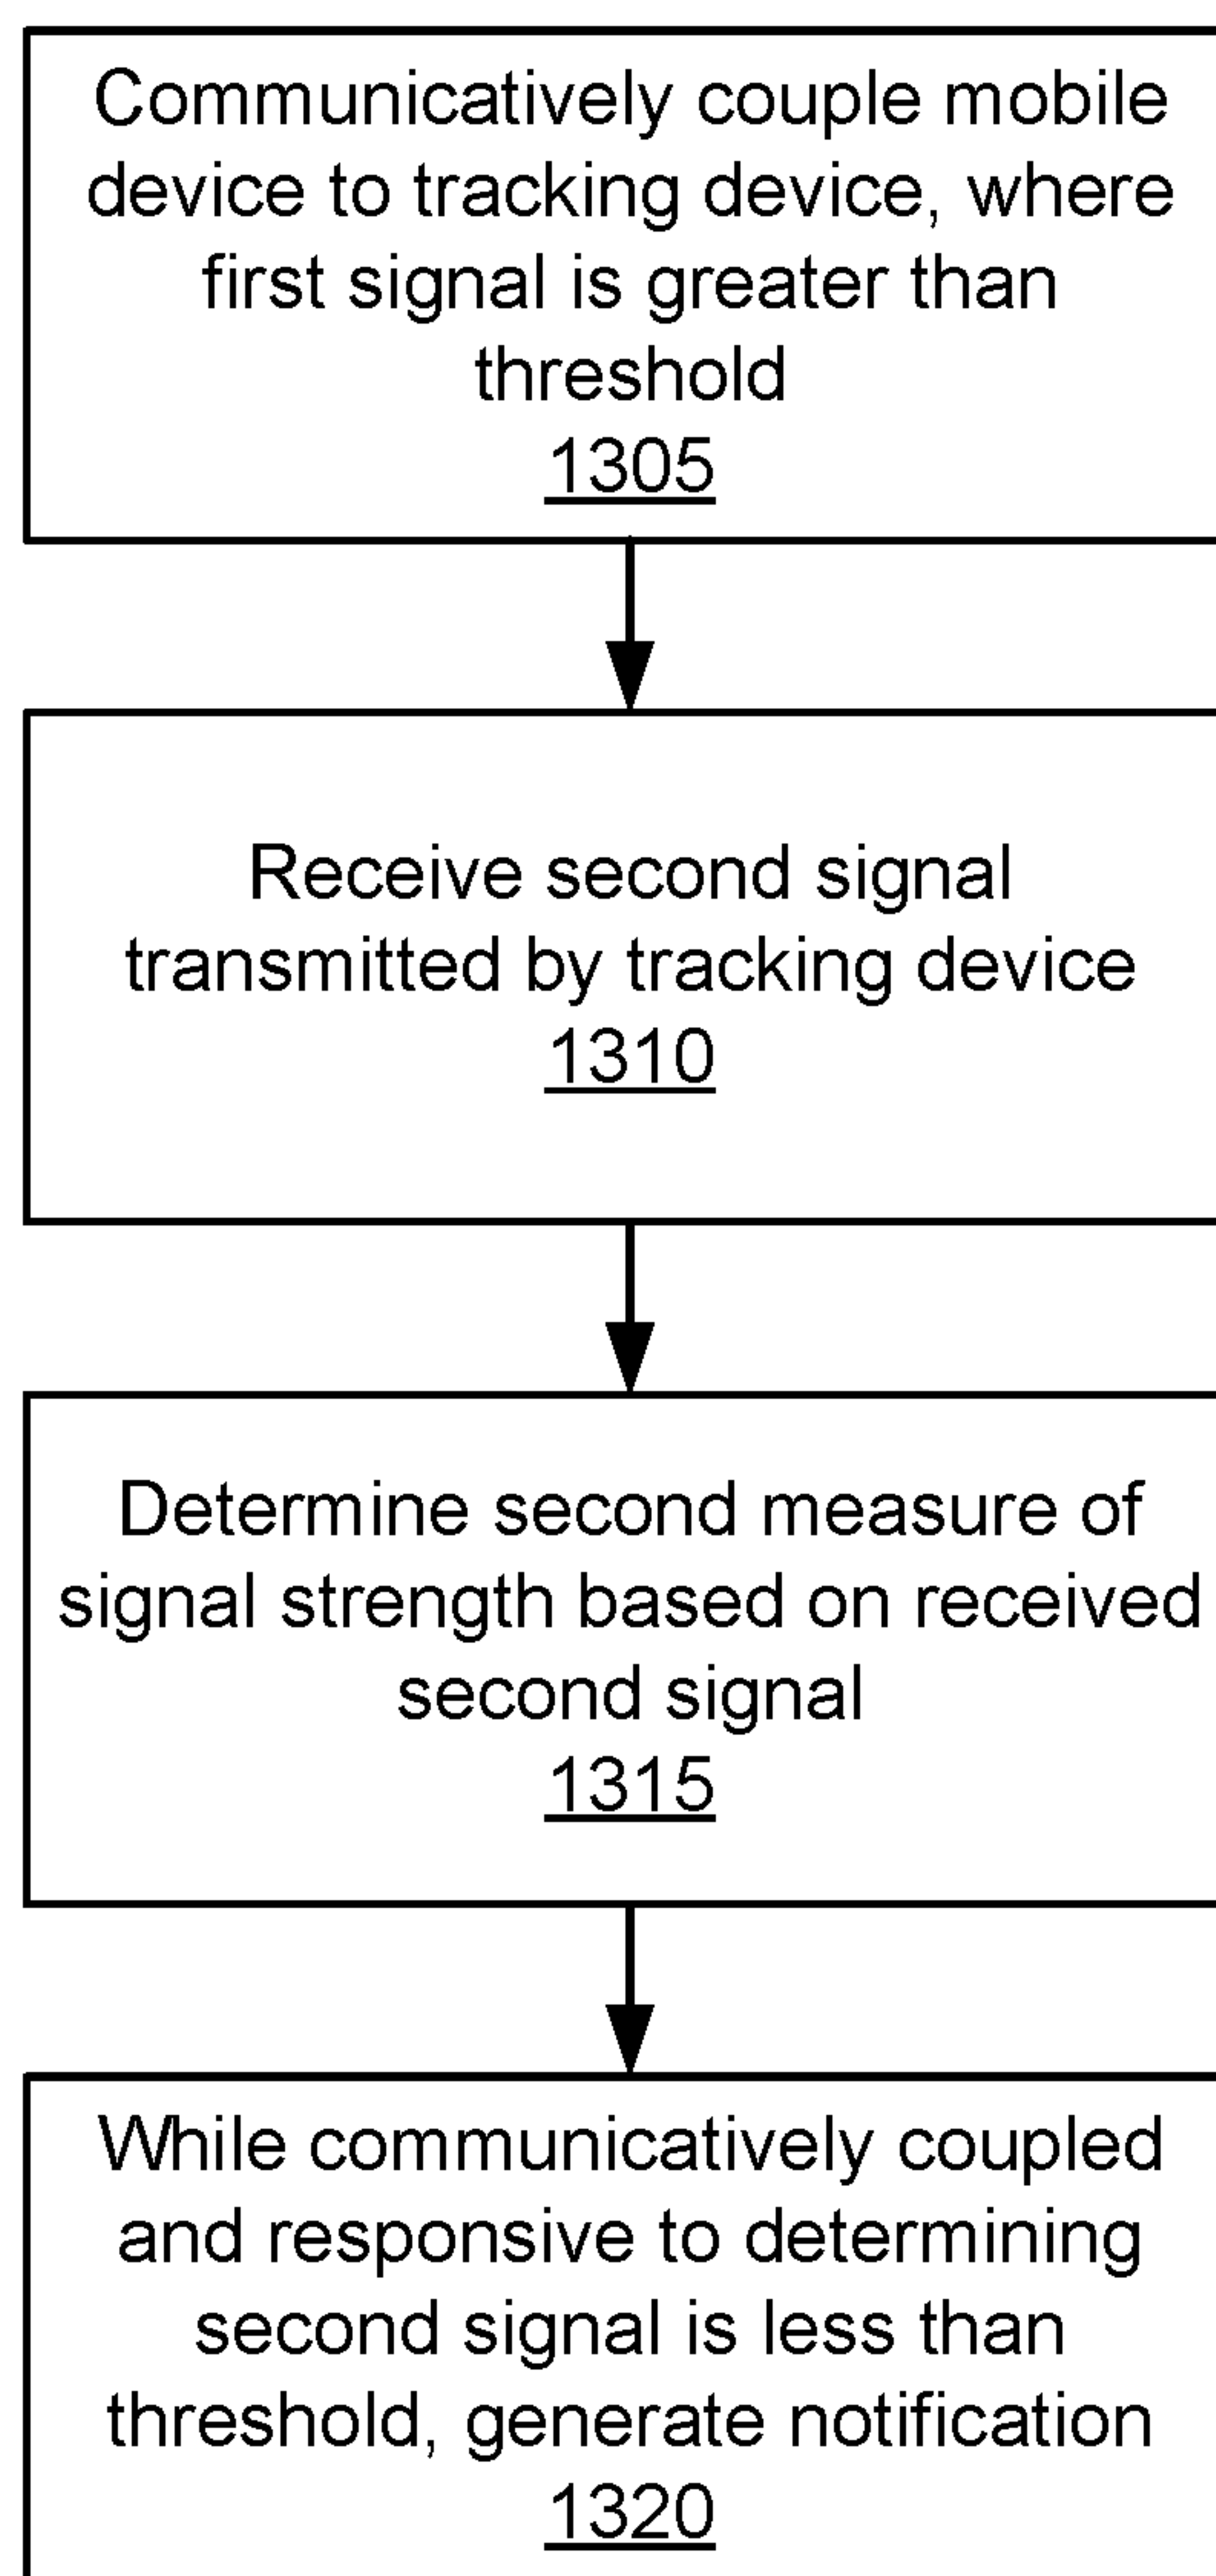 Communicatively couple mobile
device to tracking device, where
first signal is greater than
threshold
1305
Receive second signal
transmitted by tracking device
1310
Determine second measure of
signal strength based on received
second signal
1315
While communicatively coupled
and responsive to determining
second signal is less than
threshold, generate notification
1320